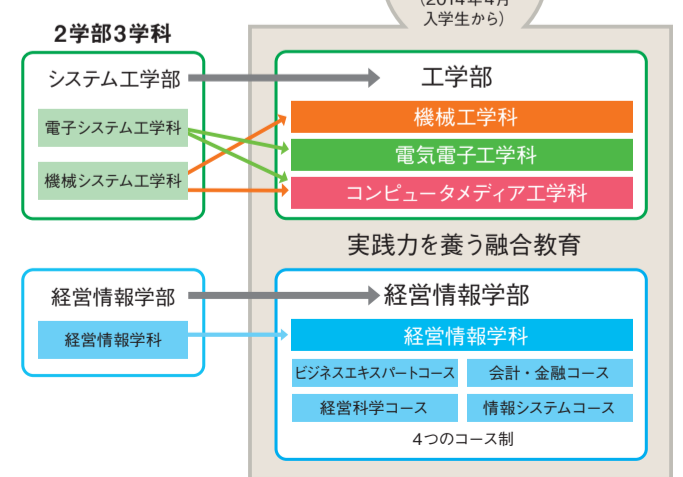 (2014年4月
入学生から)
2学部3学科
システム工学部
電子システム工学科
機械システム工学科
工学部
機械工学科
電気電子工学科
コンピュータメディア工学科
実践力を養う融合教育
経営情報学部
経営情報学科
経営情報学部
経営情報学科
ビジネスエキスパートコース
会計・金融コース
経営科学コース
情報システムコース
4つのコース制